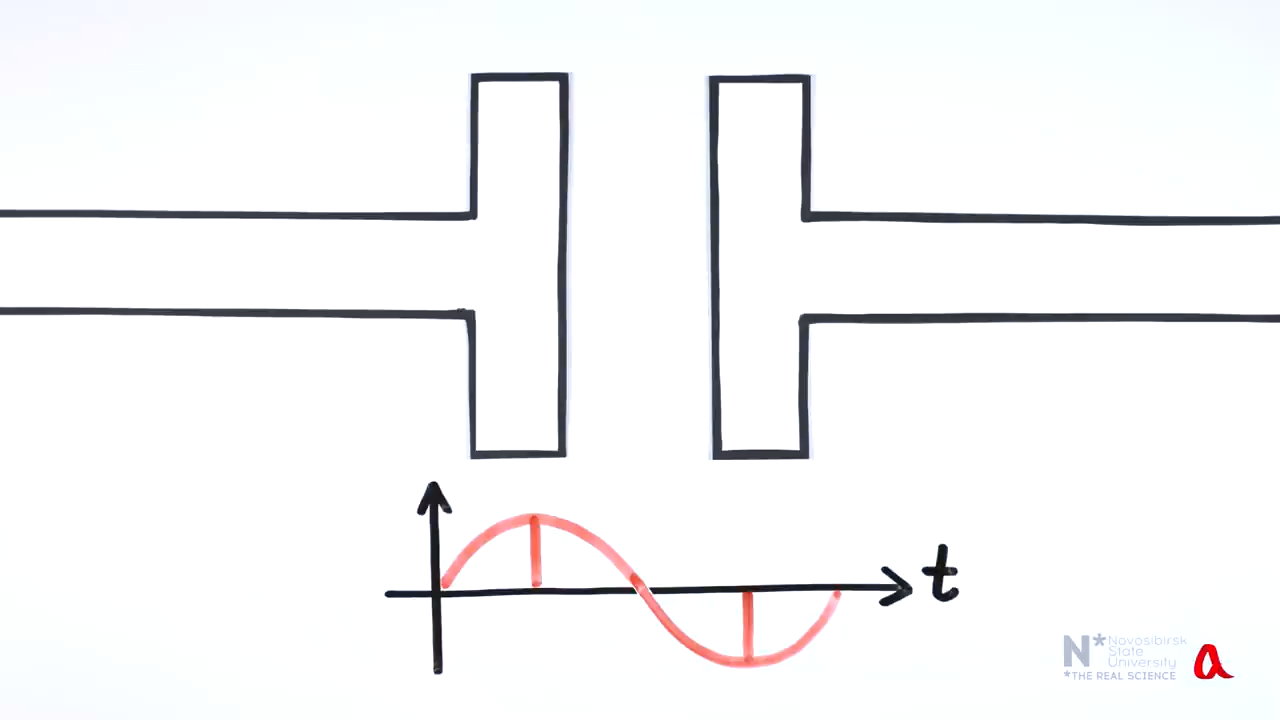 t
N* Novosibirsk
State
University
*THE REAL SCIENCE
a